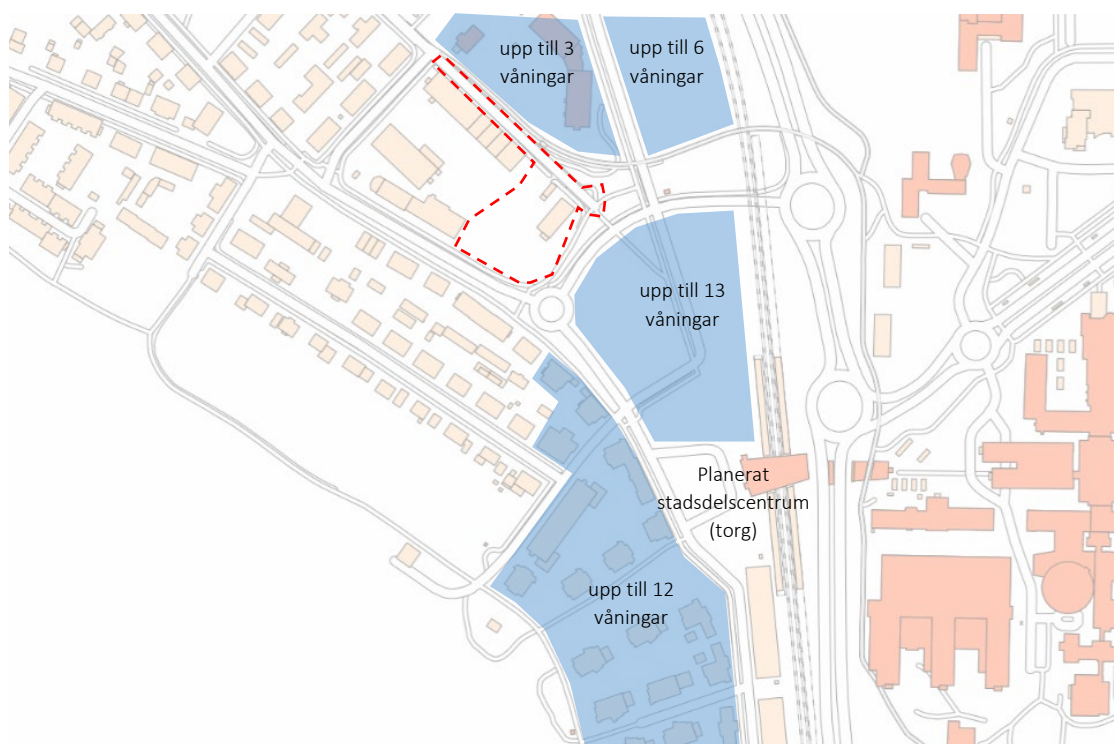 upp till 3
våningar
upp till 6
våningar
upp till 13
våningar
Planerat
stadsdelscentrum
(torg)
upp till 12
våningar